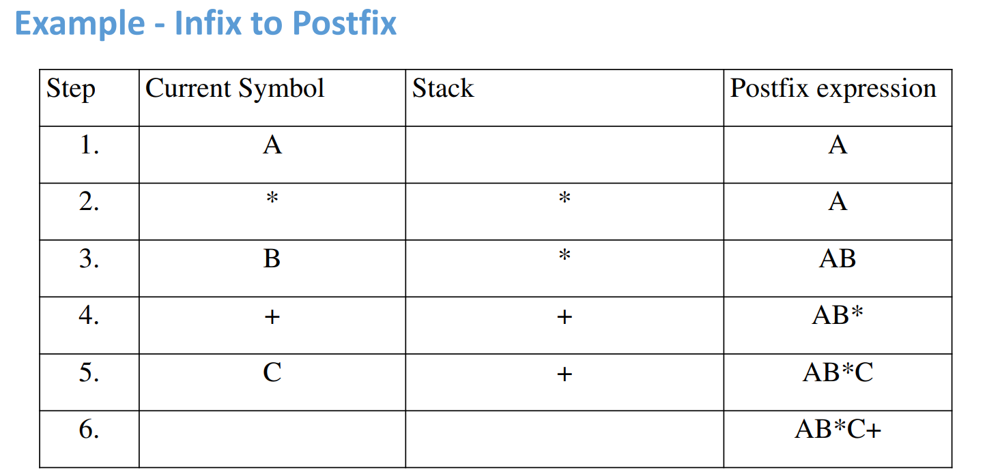 Example - Infix to Postfix
Step Current Symbol Stack Postfix expression
1. A A
2. * * A
3. B * AB
4. + + AB*
5. C + AB*C
6. AB*C+